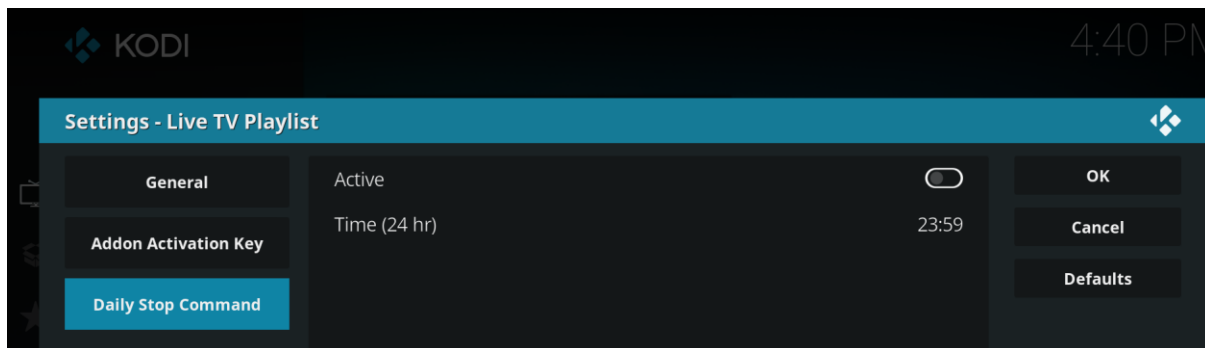 KODI
4:40 PM
Settings - Live TV Playlist
General
Addon Activation Key
Daily Stop Command
Active
Time (24 hr)
23:59
OK
Cancel
Defaults